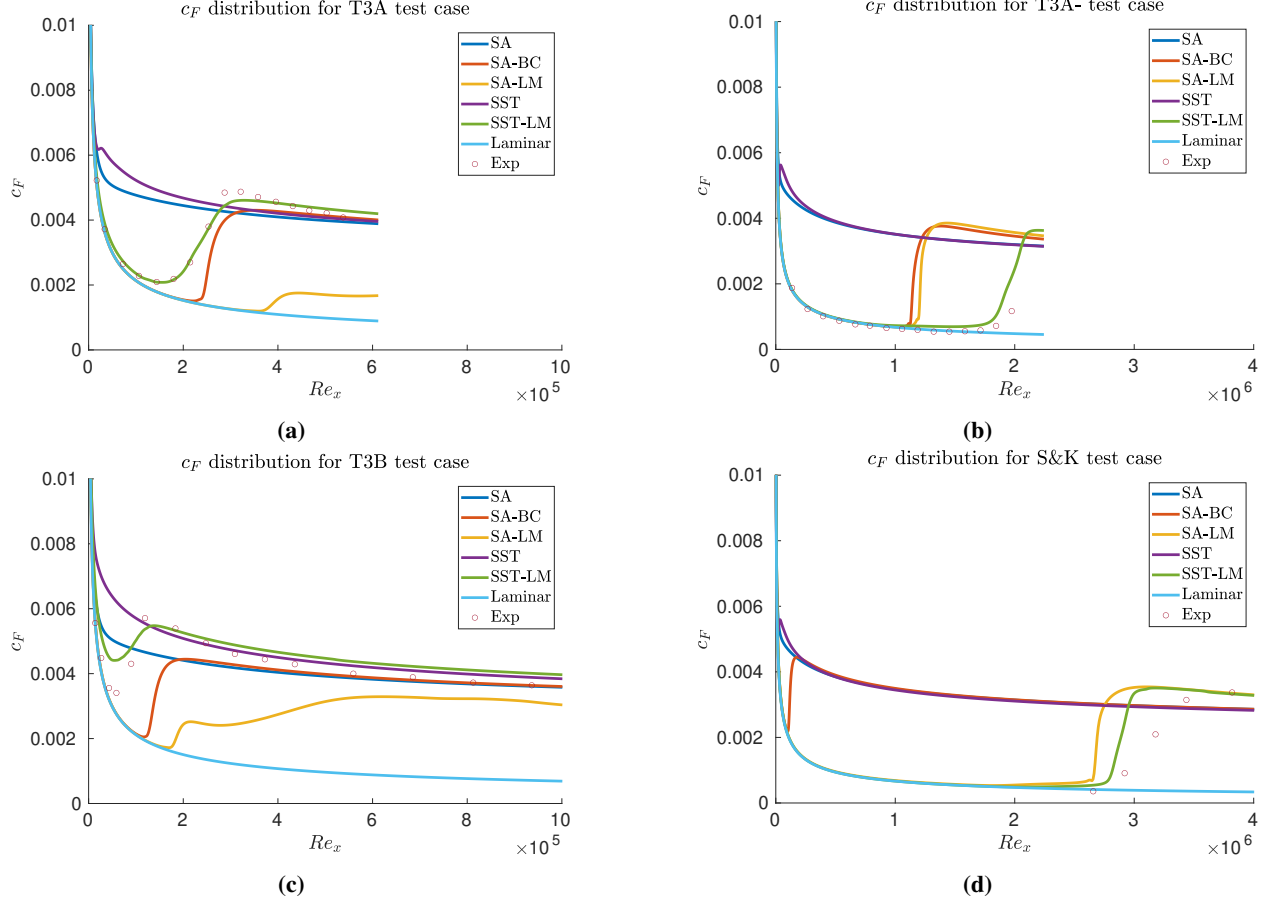 c_F distribution for T3A test case
0.01
0.008
0.006
0.004
0.002
0
c_F
0 2 4 6 8 10
Re_x
×10^5
SA
SA-BC
SA-LM
SST
SST-LM
Laminar
Exp
(a)
c_F distribution for T3A- test case
0.01
0.008
0.006
0.004
0.002
0
c_F
0 1 2 3 4
Re_x
×10^6
SA
SA-BC
SA-LM
SST
SST-LM
Laminar
Exp
(b)
c_F distribution for T3B test case
0.01
0.008
0.006
0.004
0.002
0
c_F
0 2 4 6 8 10
Re_x
×10^5
SA
SA-BC
SA-LM
SST
SST-LM
Laminar
Exp
(c)
c_F distribution for S&K test case
0.01
0.008
0.006
0.004
0.002
0
c_F
0 1 2 3 4
Re_x
×10^6
SA
SA-BC
SA-LM
SST
SST-LM
Laminar
Exp
(d)